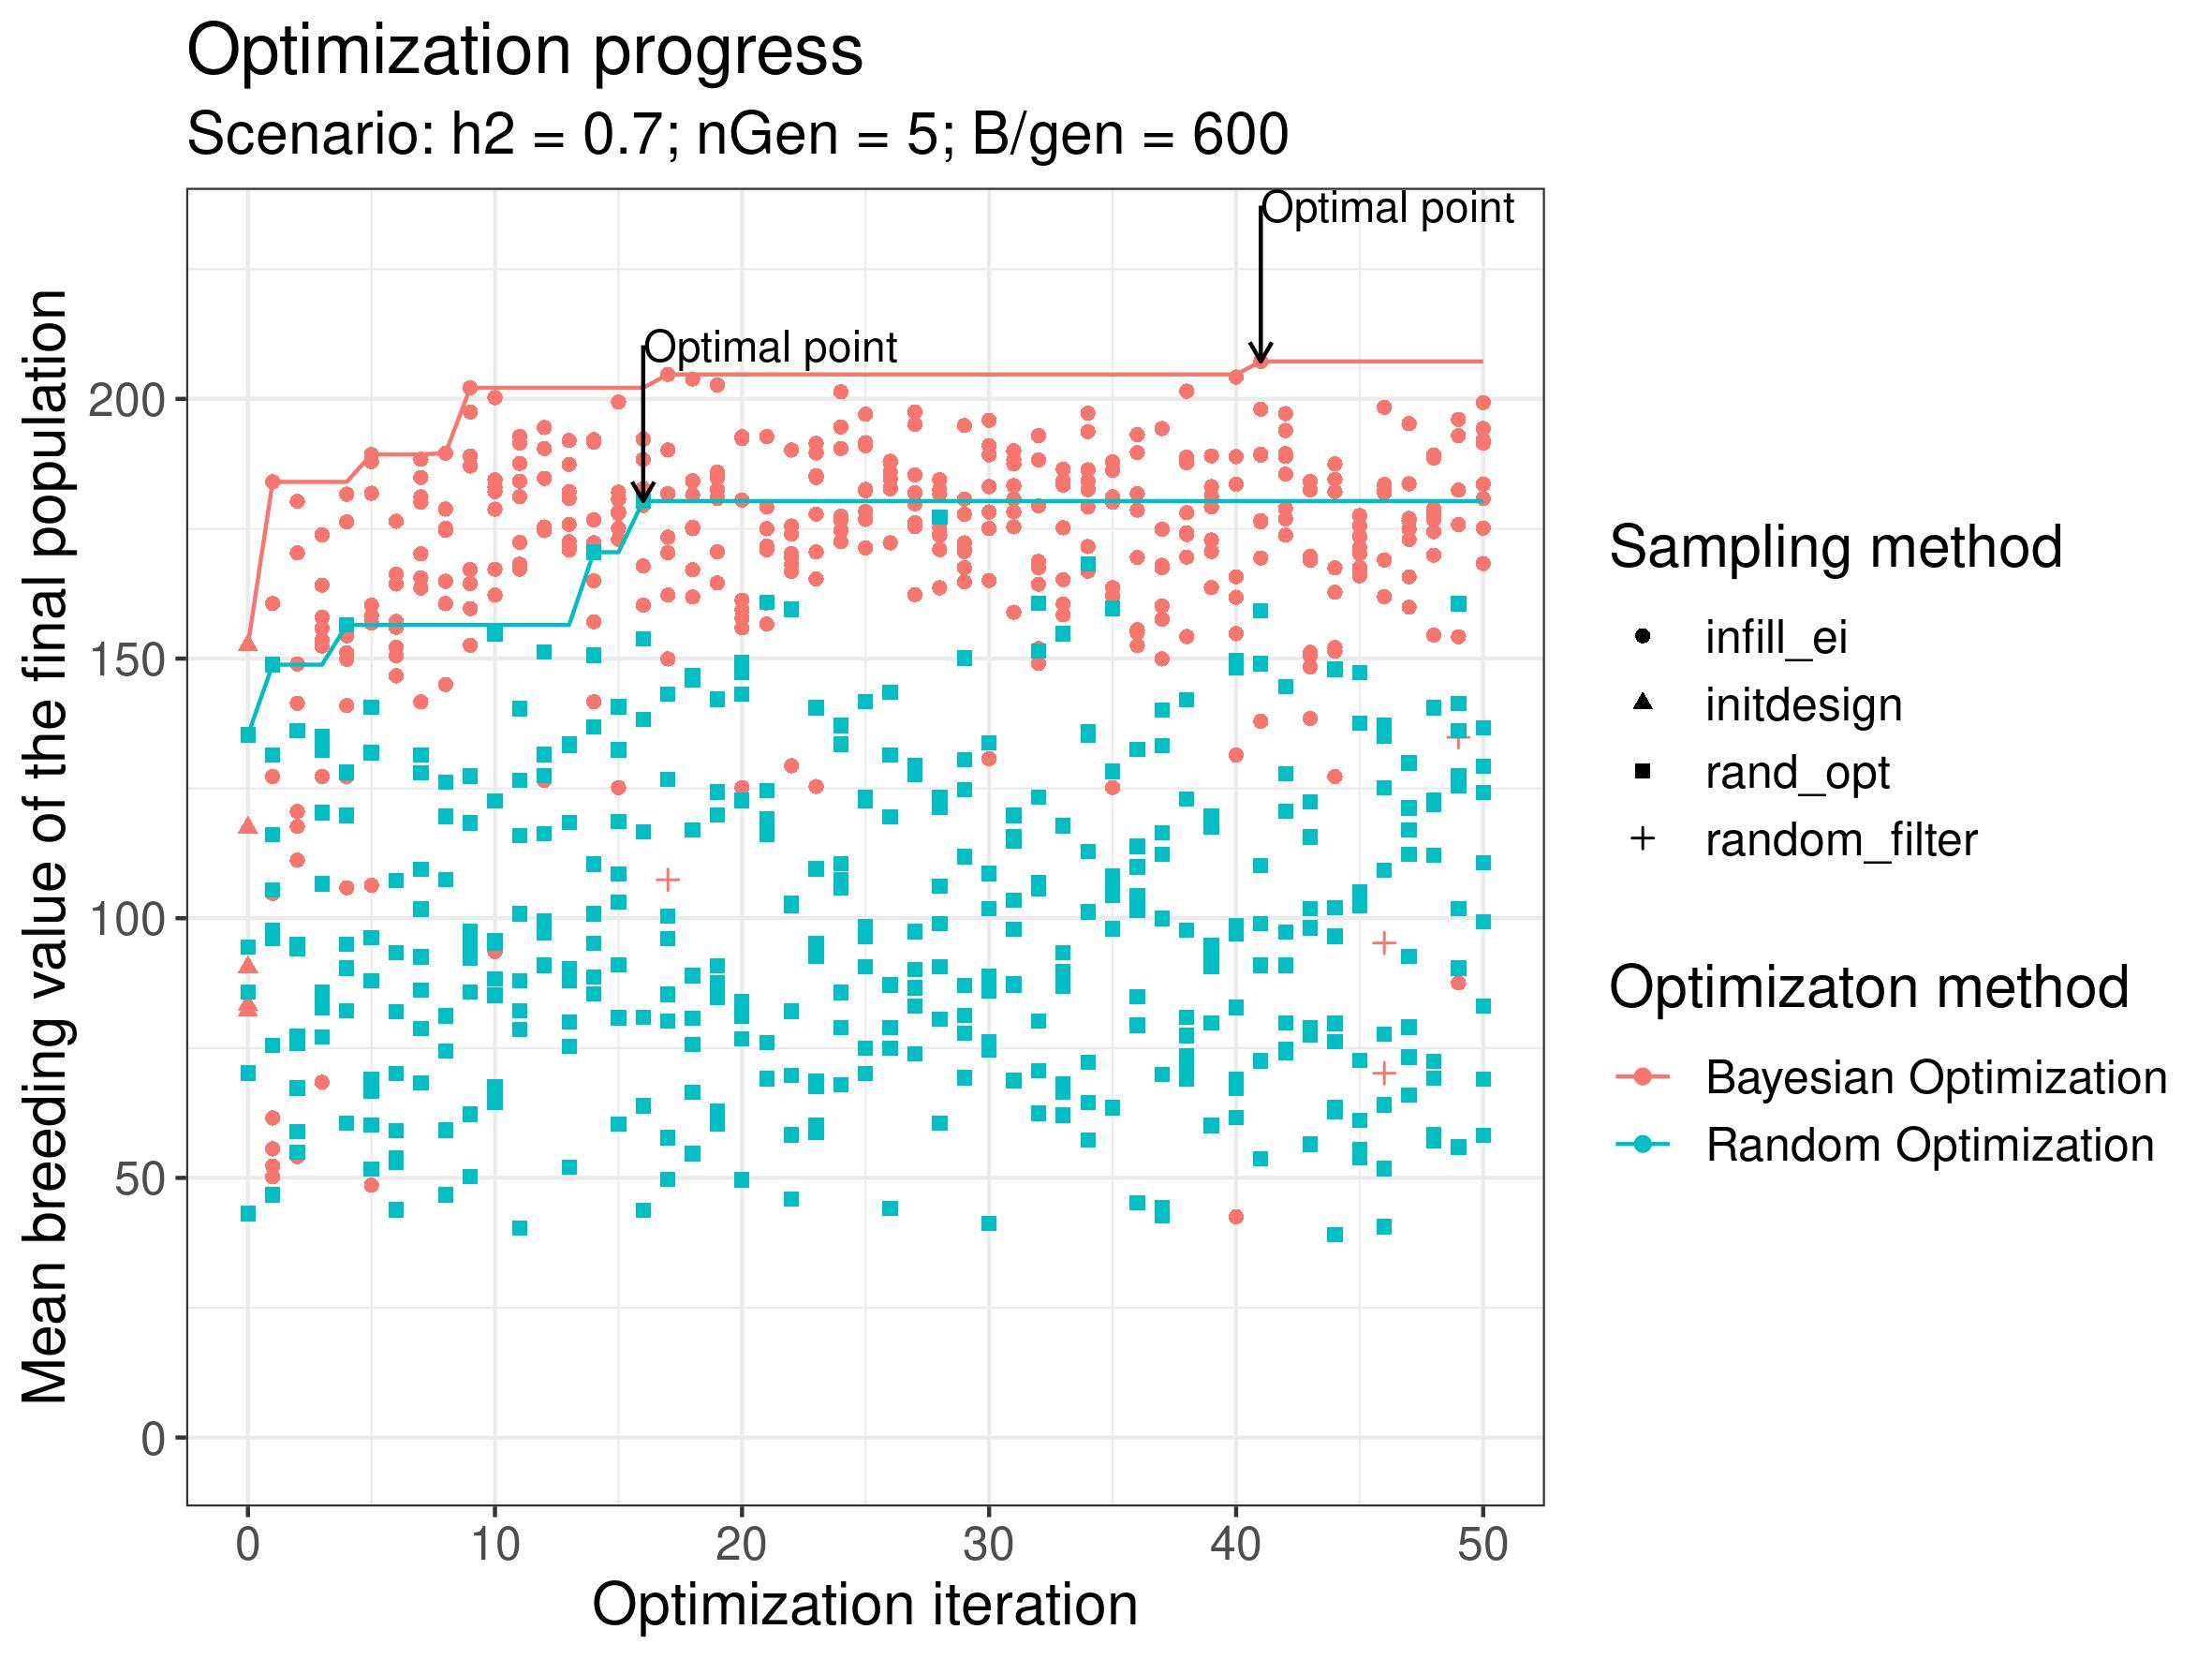 Optimization progress
Scenario: h2 = 0.7; nGen = 5; B/gen = 600
Mean breeding value of the final population
200
150
100
50
0
Optimal point
Optimal point
0 10 20 30 40 50
Optimization iteration
Sampling method
infill_ei
initdesign
rand_opt
random_filter
Optimizaton method
Bayesian Optimization
Random Optimization